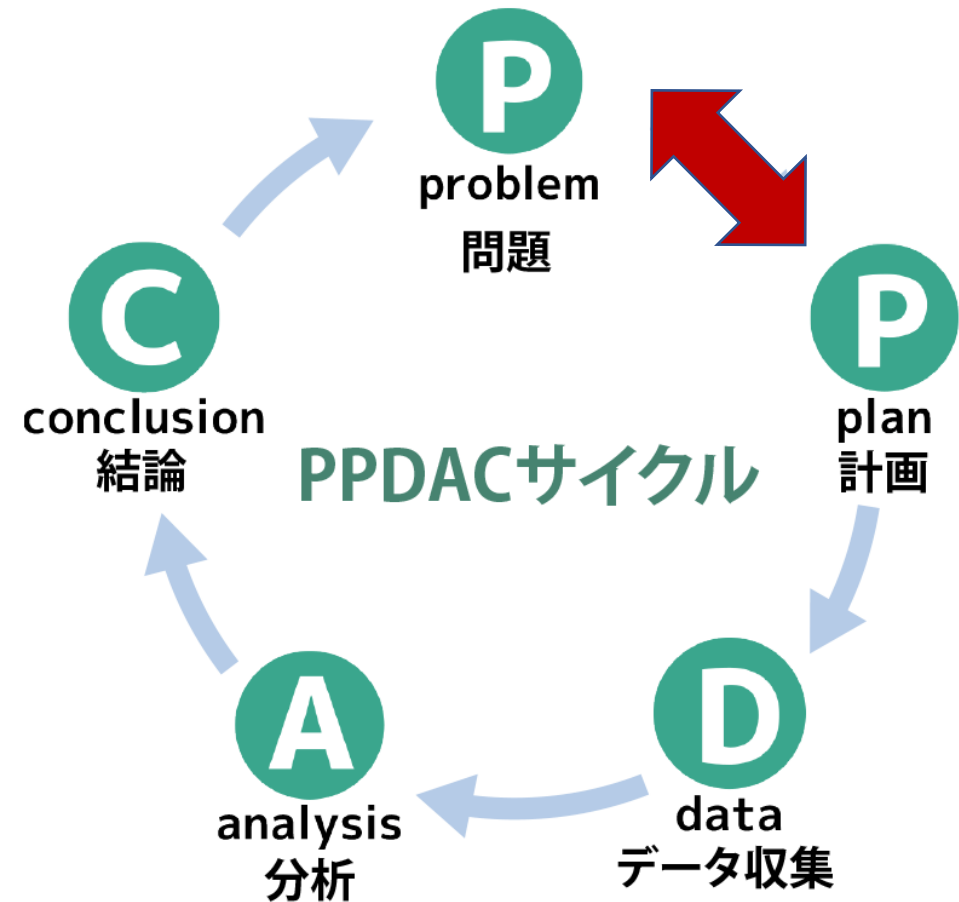 P
problem
問題
P
plan
計画
D
data
データ収集
A
analysis
分析
C
conclusion
結論
PPDACサイクル